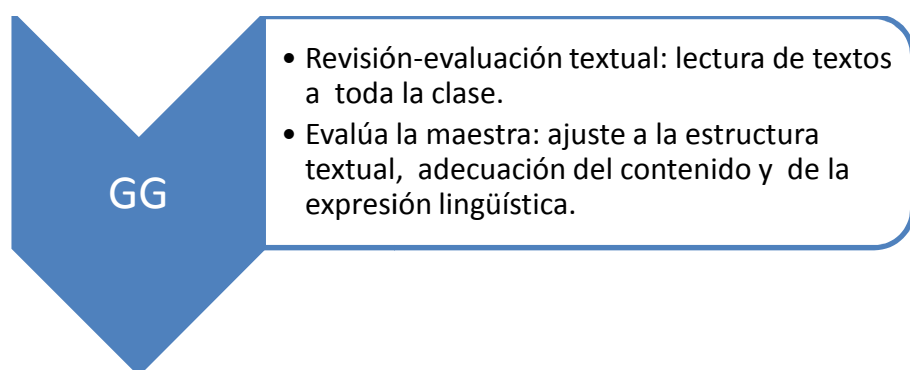 GG
• Revisión-evaluación textual: lectura de textos
a toda la clase.
• Evalúa la maestra: ajuste a la estructura
textual, adecuación del contenido y de la
expresión lingüística.